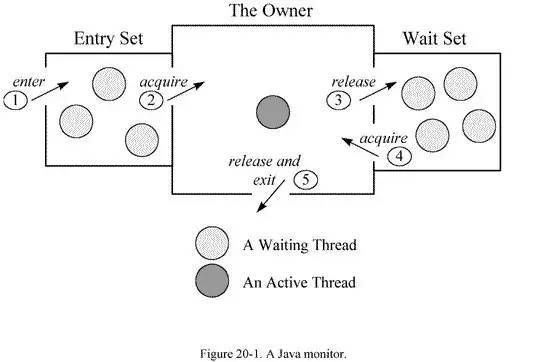 The Owner
Entry Set
Wait Set
enter
1
acquire
2
release
3
acquire
4
release and
exit
5
A Waiting Thread
An Active Thread
Figure 20-1. A Java monitor.